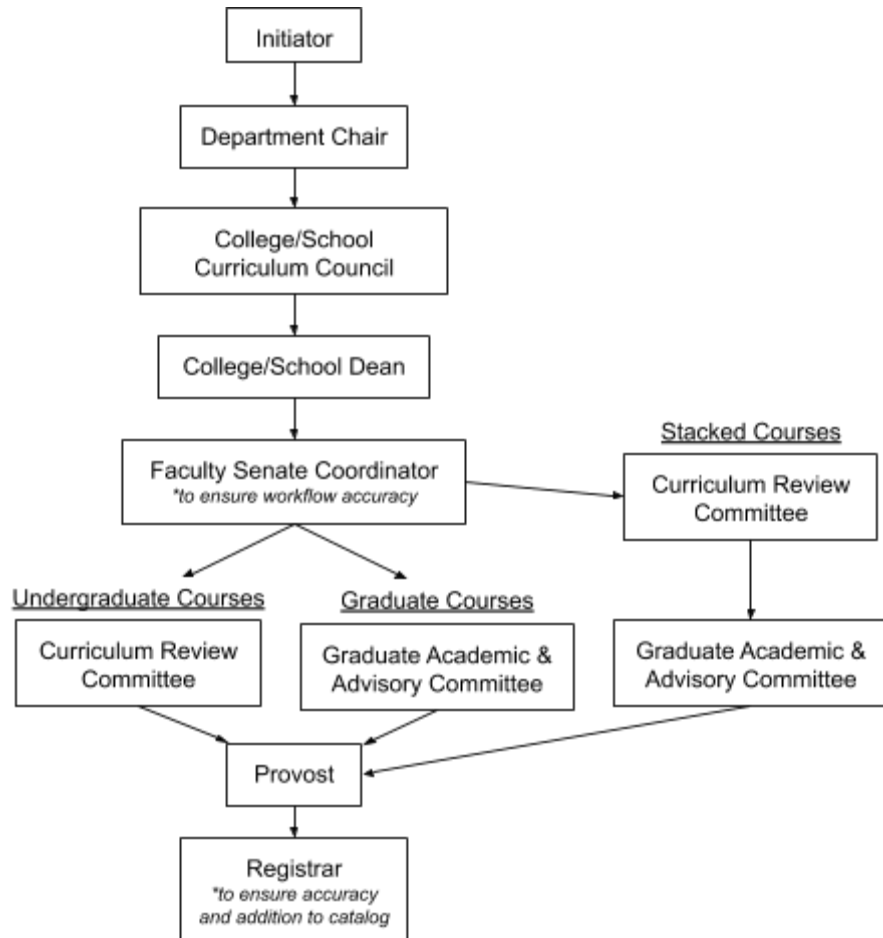 Initiator
Department Chair
College/School
Curriculum Council
College/School Dean
Faculty Senate Coordinator
*to ensure workflow accuracy
Stacked Courses
Curriculum Review
Committee
Undergraduate Courses
Curriculum Review
Committee
Graduate Courses
Graduate Academic &
Advisory Committee
Graduate Academic &
Advisory Committee
Provost
Registrar
*to ensure accuracy
and addition to catalog